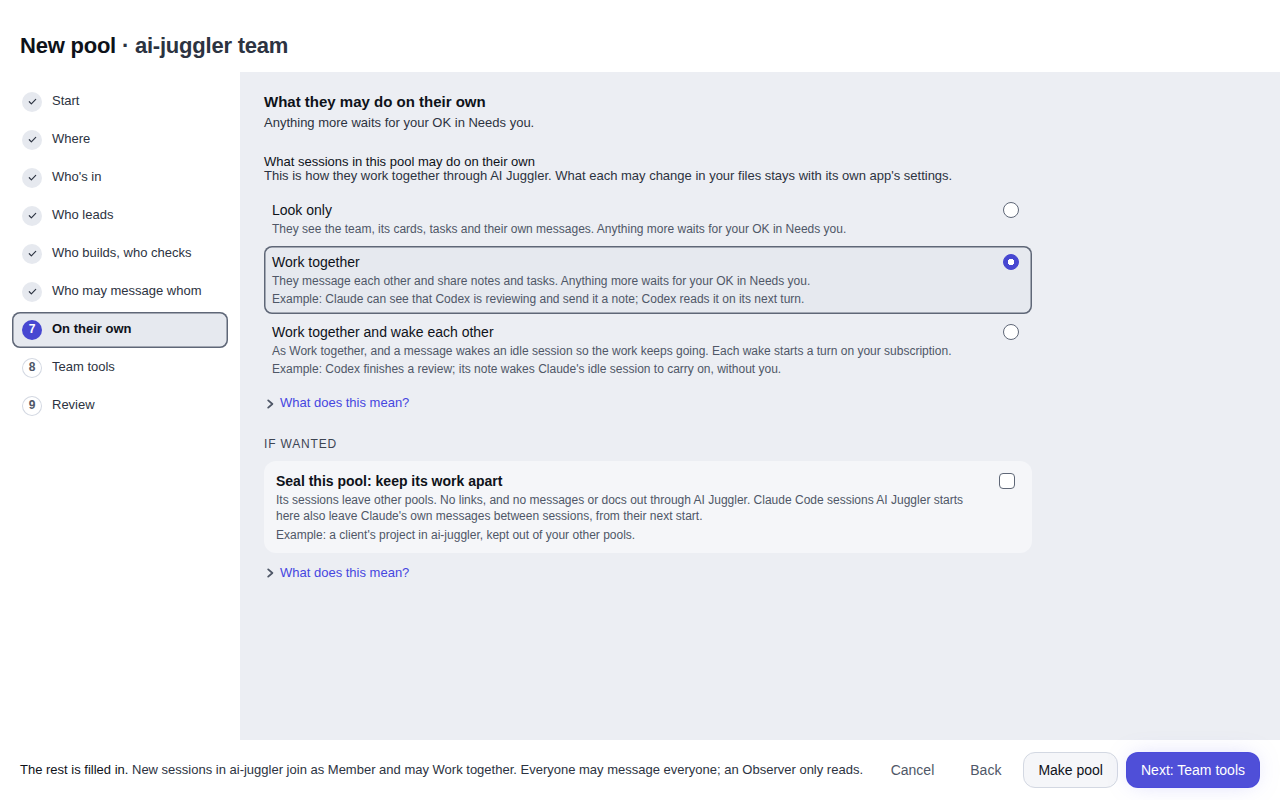 New pool · ai-juggler team
Start
Where
Who's in
Who leads
Who builds, who checks
Who may message whom
7 On their own
8 Team tools
9 Review
What they may do on their own
Anything more waits for your OK in Needs you.
What sessions in this pool may do on their own
This is how they work together through AI Juggler. What each may change in your files stays with its own app's settings.
Look only
They see the team, its cards, tasks and their own messages. Anything more waits for your OK in Needs you.
Work together
They message each other and share notes and tasks. Anything more waits for your OK in Needs you.
Example: Claude can see that Codex is reviewing and send it a note; Codex reads it on its next turn.
Work together and wake each other
As Work together, and a message wakes an idle session so the work keeps going. Each wake starts a turn on your subscription.
Example: Codex finishes a review; its note wakes Claude's idle session to carry on, without you.
What does this mean?
IF WANTED
Seal this pool: keep its work apart
Its sessions leave other pools. No links, and no messages or docs out through AI Juggler. Claude Code sessions AI Juggler starts
here also leave Claude's own messages between sessions, from their next start.
Example: a client's project in ai-juggler, kept out of your other pools.
What does this mean?
The rest is filled in. New sessions in ai-juggler join as Member and may Work together. Everyone may message everyone; an Observer only reads.
Cancel
Back
Make pool
Next: Team tools